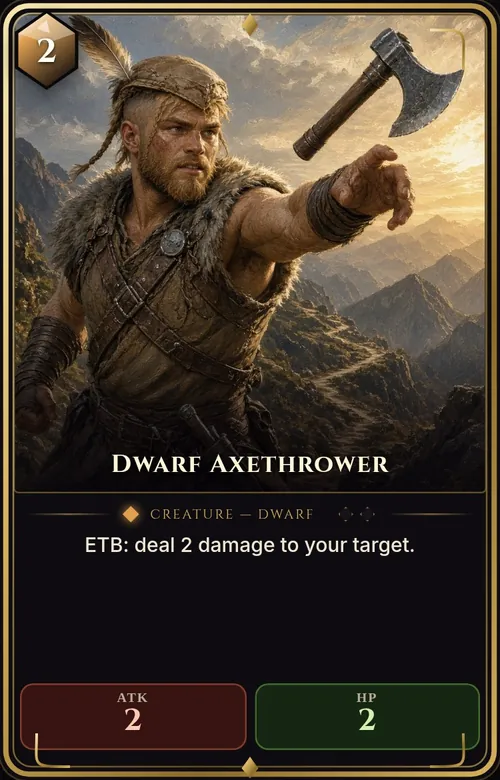 2
Dwarf Axethrower
CREATURE — DWARF
ETB: deal 2 damage to your target.
ATK
2
HP
2